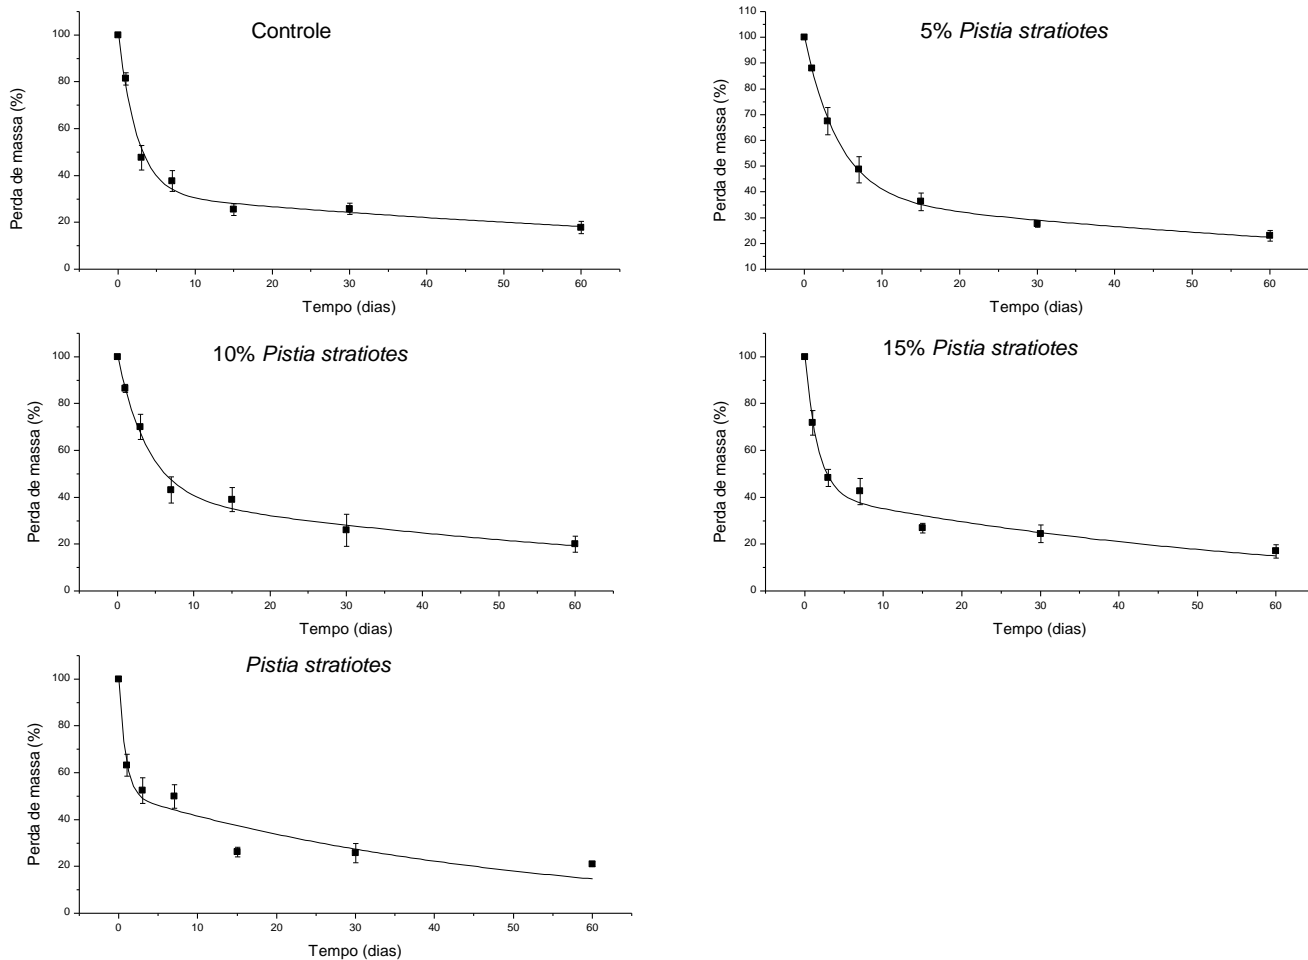 Controle
Perda de massa (%)
100
80
60
40
20
0
0 10 20 30 40 50 60
Tempo (dias)
5% Pistia stratiotes
Perda de massa (%)
110
100
90
80
70
60
50
40
30
20
10
0 10 20 30 40 50 60
Tempo (dias)
10% Pistia stratiotes
Perda de massa (%)
100
80
60
40
20
0
0 10 20 30 40 50 60
Tempo (dias)
15% Pistia stratiotes
Perda de massa (%)
100
80
60
40
20
0
0 10 20 30 40 50 60
Tempo (dias)
Pistia stratiotes
Perda de massa (%)
100
80
60
40
20
0
0 10 20 30 40 50 60
Tempo (dias)